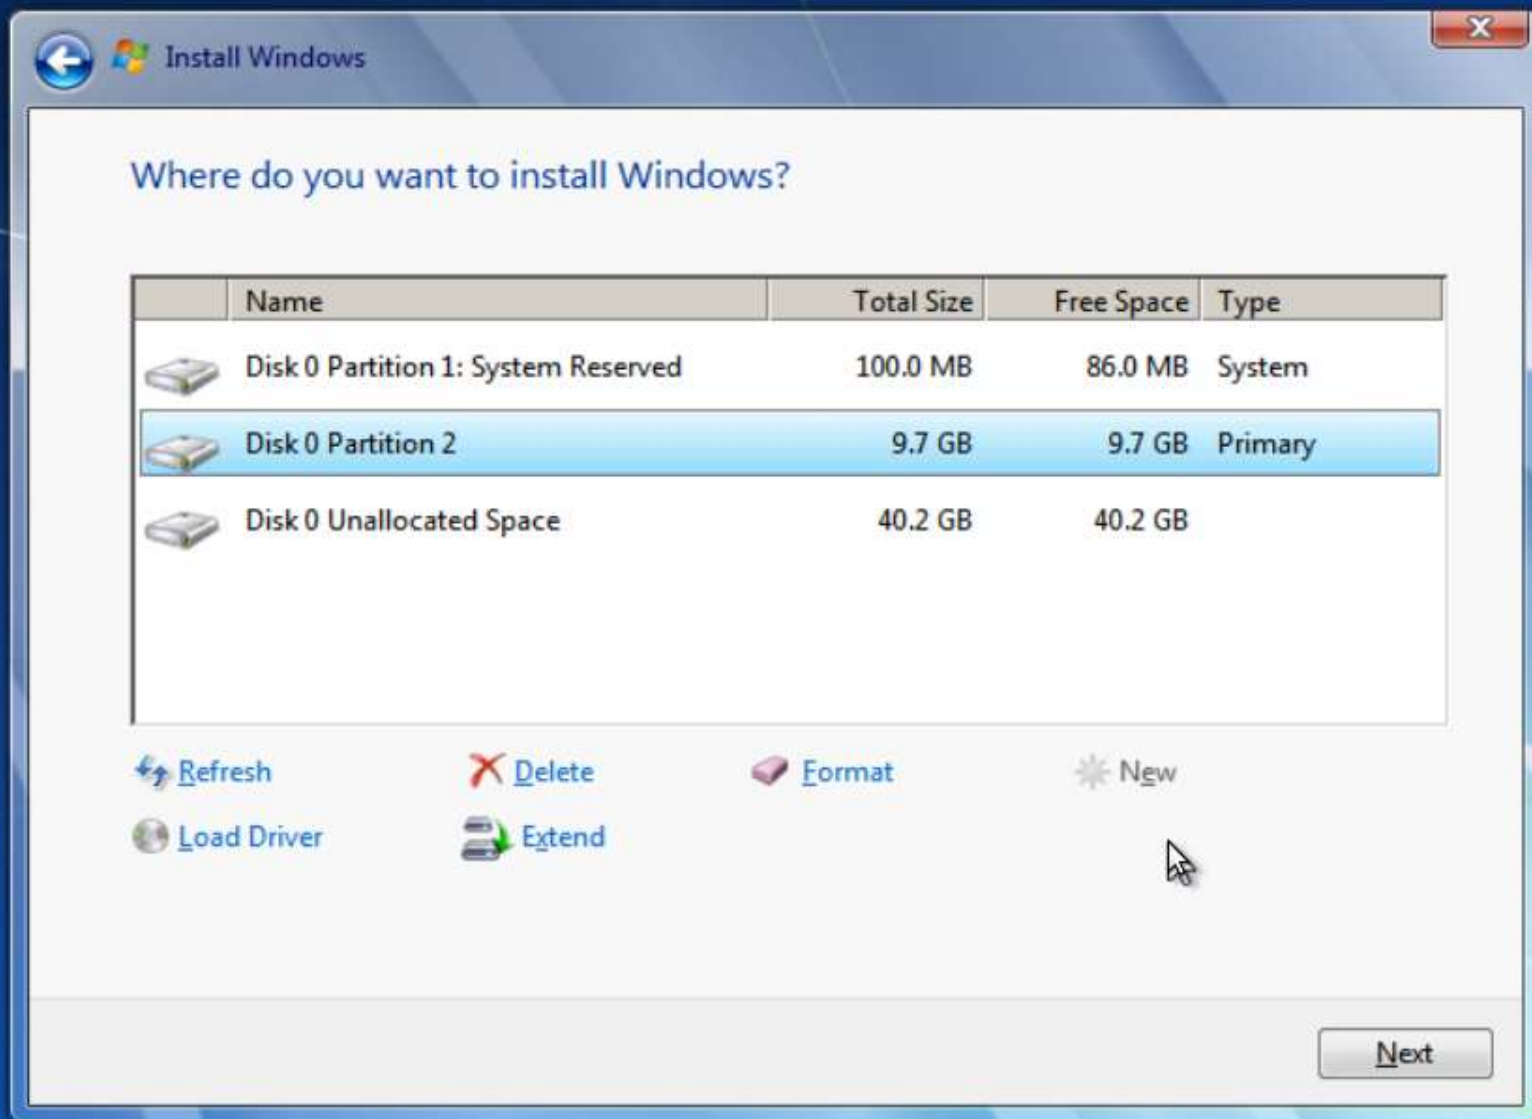 Install Windows
Where do you want to install Windows?
Name Total Size Free Space Type
Disk 0 Partition 1: System Reserved 100.0 MB 86.0 MB System
Disk 0 Partition 2 9.7 GB 9.7 GB Primary
Disk 0 Unallocated Space 40.2 GB 40.2 GB
Refresh Delete Format New
Load Driver Extend
Next